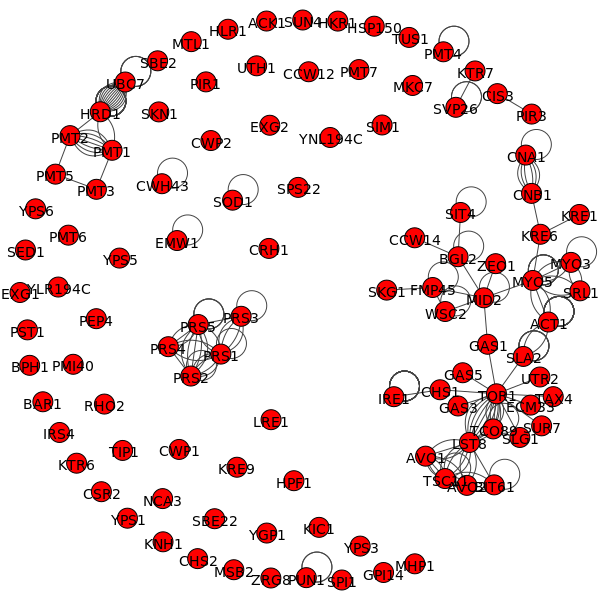 ACK1
SUN4
HKR1
HSP150
HLR1
TUS1
MTL1
PMT4
SBE2
UTH1
CCW12
PMT7
KTR7
UBC7
PIR1
MKC7
CIS3
SVP26
HRD1
SKN1
PIR3
EXG2
SIM1
PMT2
CWP2
YNL194C
PMT1
CNA1
PMT5
PMT3
CWH43
SPS22
SOD1
CNB1
YPS6
SIT4
KRE1
PMT6
EMW1
CCW14
KRE6
SED1
YPS5
CRH1
BGL2
ZEO1
MYO3
MYO5
EXG1
YLR194C
SKG1
FMP45
MID2
SRL1
WSC2
PEP4
PRS5
PRS3
ACT1
PST1
PRS4
PRS1
GAS1
SLA2
BPH1
PMI40
PRS2
GAS5
UTR2
IRE1
CHS1
TOR1
TAX4
BAR1
RHO2
GAS3
ECM33
LRE1
TCO89
SUR7
IRS4
SLG1
TIP1
CWP1
LST8
KTR6
KRE9
AVO1
HPF1
CSR2
BIT61
NCA3
YPS1
SBE22
KIC1
YGP1
KNH1
YPS3
CHS2
MSB2
ZRG8
PUN1
SPI1
GPI14
MHP1